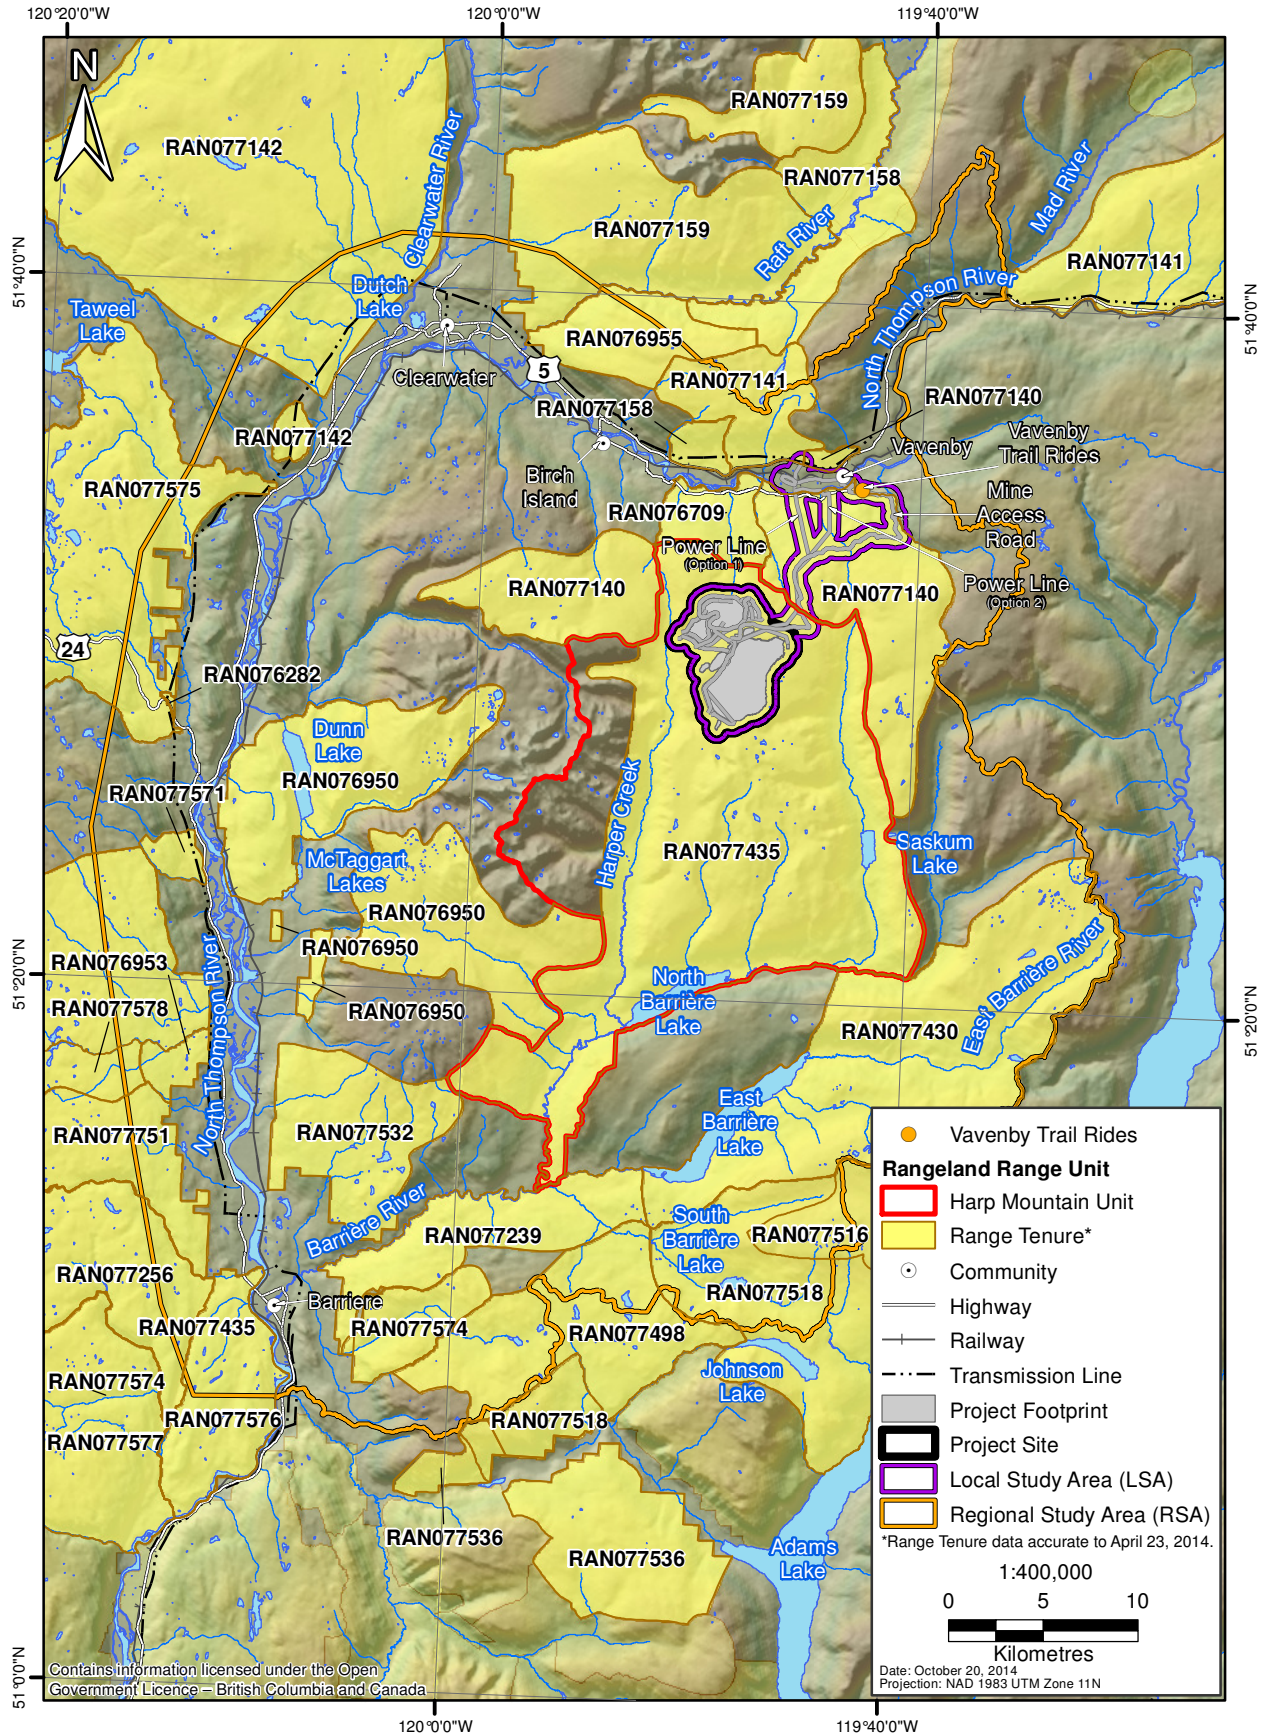 120°20'0"W
120°0'0"W
119°40'0"W
N
RAN077159
RAN077142
Clearwater River
RAN077158
Mad River
RAN077159
Raft River
51°40'0"N
RAN077141
Dutch
Lake
North Thompson River
Taweel
Lake
51°40'0"N
RAN076955
5
Clearwater
RAN077141
RAN077140
RAN077158
Vavenby
Trail Rides
RAN077142
Vavenby
Birch
Island
RAN077575
Mine
Access
Road
RAN076709
Power Line
(Option 1)
RAN077140
RAN077140
Power Line
(Option 2)
24
RAN076282
Dunn
Lake
RAN076950
RAN077571
Harper Creek
RAN077435
Saskum
Lake
McTaggart
Lakes
RAN076950
RAN076950
RAN076953
North Thompson River
51°20'0"N
North
Barrière
Lake
East Barrière River
RAN077578
RAN076950
RAN077430
51°20'0"N
East
Barrière
Lake
RAN077751
RAN077532
Barrière River
South
Barrière
Lake
RAN077239
RAN077516
RAN077256
RAN077518
Barriere
RAN077435
RAN077574
RAN077498
RAN077574
Johnson
Lake
RAN077576
RAN077518
RAN077577
RAN077536
RAN077536
Adams
Lake
51°0'0"N
Vavenby Trail Rides
Rangeland Range Unit
Harp Mountain Unit
Range Tenure*
Community
Highway
Railway
Transmission Line
Project Footprint
Project Site
Local Study Area (LSA)
Regional Study Area (RSA)
*Range Tenure data accurate to April 23, 2014.
1:400,000
0 5 10
Kilometres
Date: October 20, 2014
Projection: NAD 1983 UTM Zone 11N
Contains information licensed under the Open
Government Licence – British Columbia and Canada
120°0'0"W
119°40'0"W